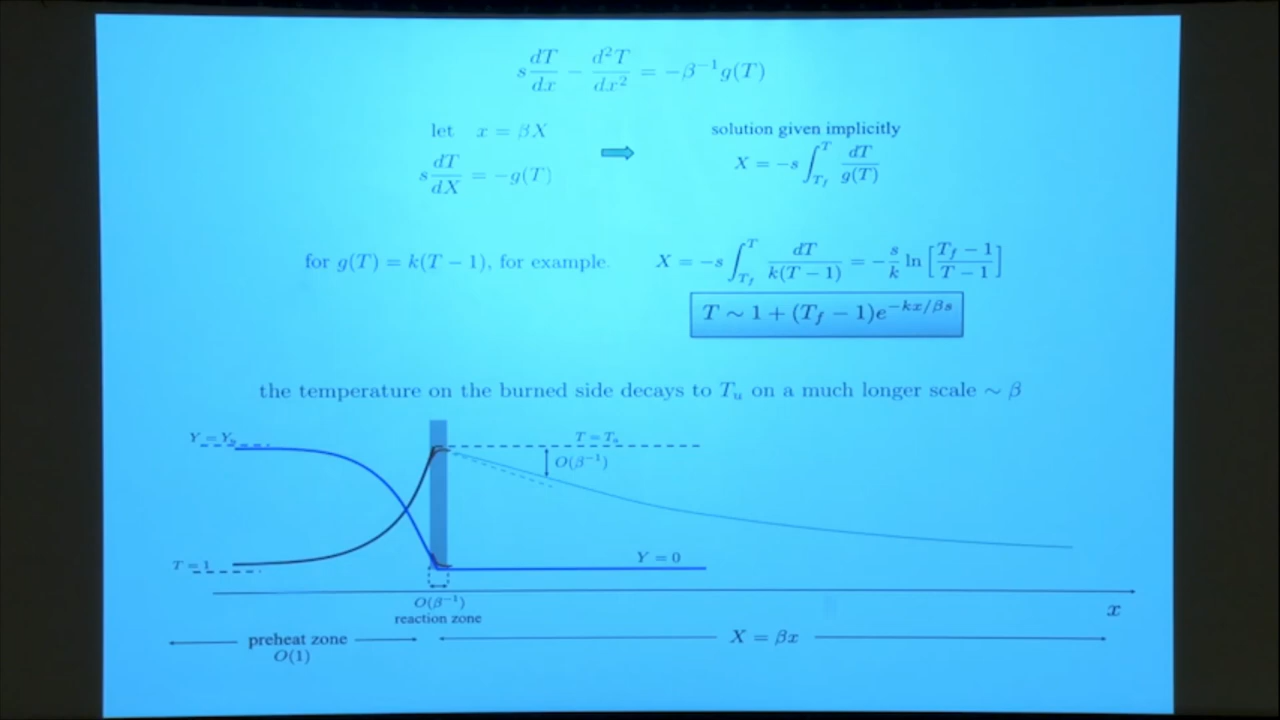 s dT/dx − d²T/dx² = −β⁻¹g(T)
let x = βX
s dT/dX = −g(T)
solution given implicitly
X = −s ∫_{T_f}^{T} dT/g(T)
for g(T) = k(T − 1), for example.
X = −s ∫_{T_f}^{T} dT/k(T − 1) = −s/k ln [T_f − 1/T − 1]
T ∼ 1 + (T_f − 1)e^{−kx/βs}
the temperature on the burned side decays to T_u on a much longer scale ∼ β
Y = Y_u
T = T_a
O(β⁻¹)
Y = 0
T = 1
O(β⁻¹)
reaction zone
x
preheat zone
O(1)
X = βx